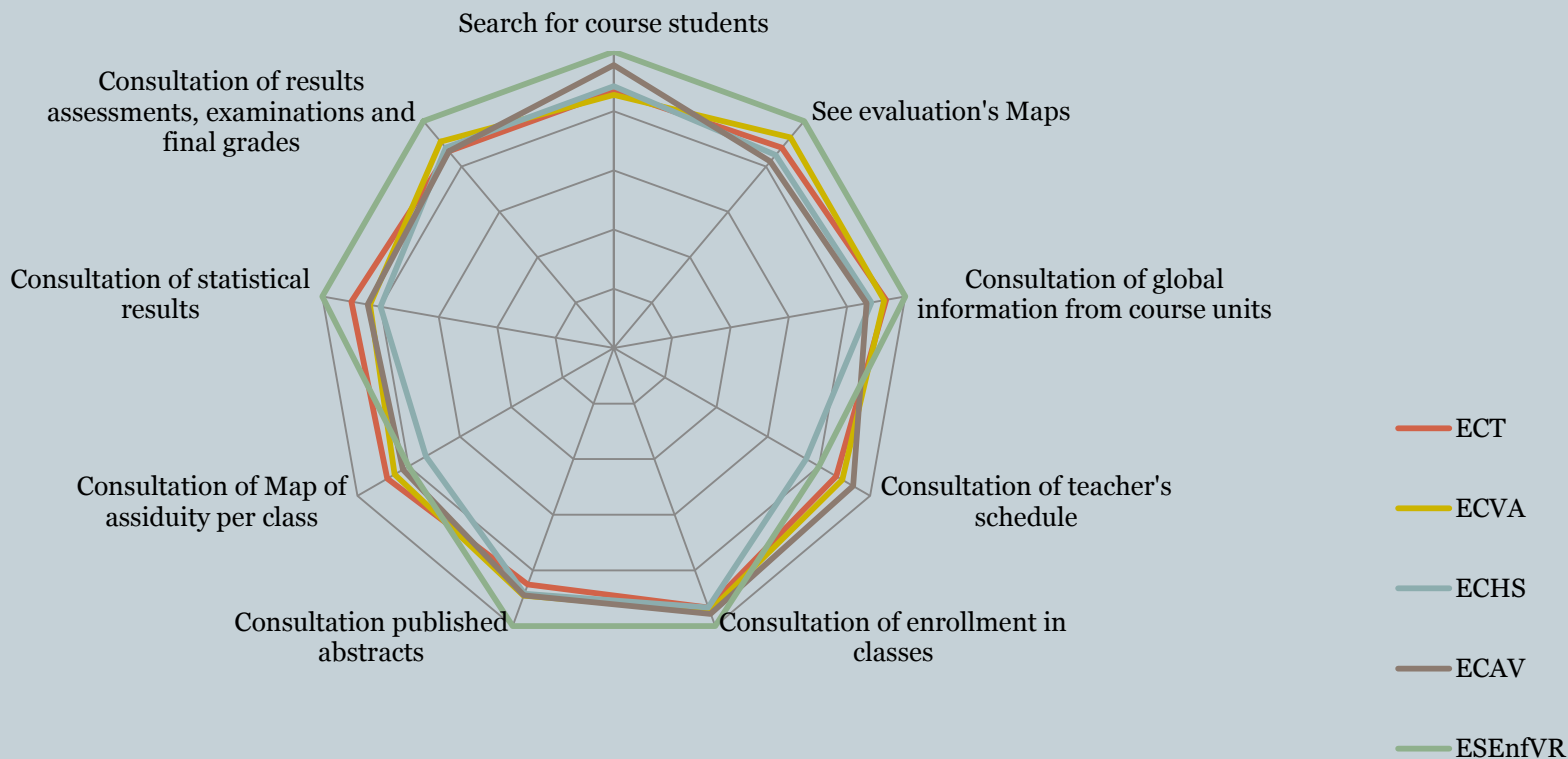 Search for course students
See evaluation's Maps
Consultation of global
information from course units
Consultation of teacher's
schedule
Consultation of enrollment in
classes
Consultation published
abstracts
Consultation of Map of
assiduity per class
Consultation of statistical
results
Consultation of results
assessments, examinations and
final grades
ECT
ECVA
ECHS
ECAV
ESEnfVR